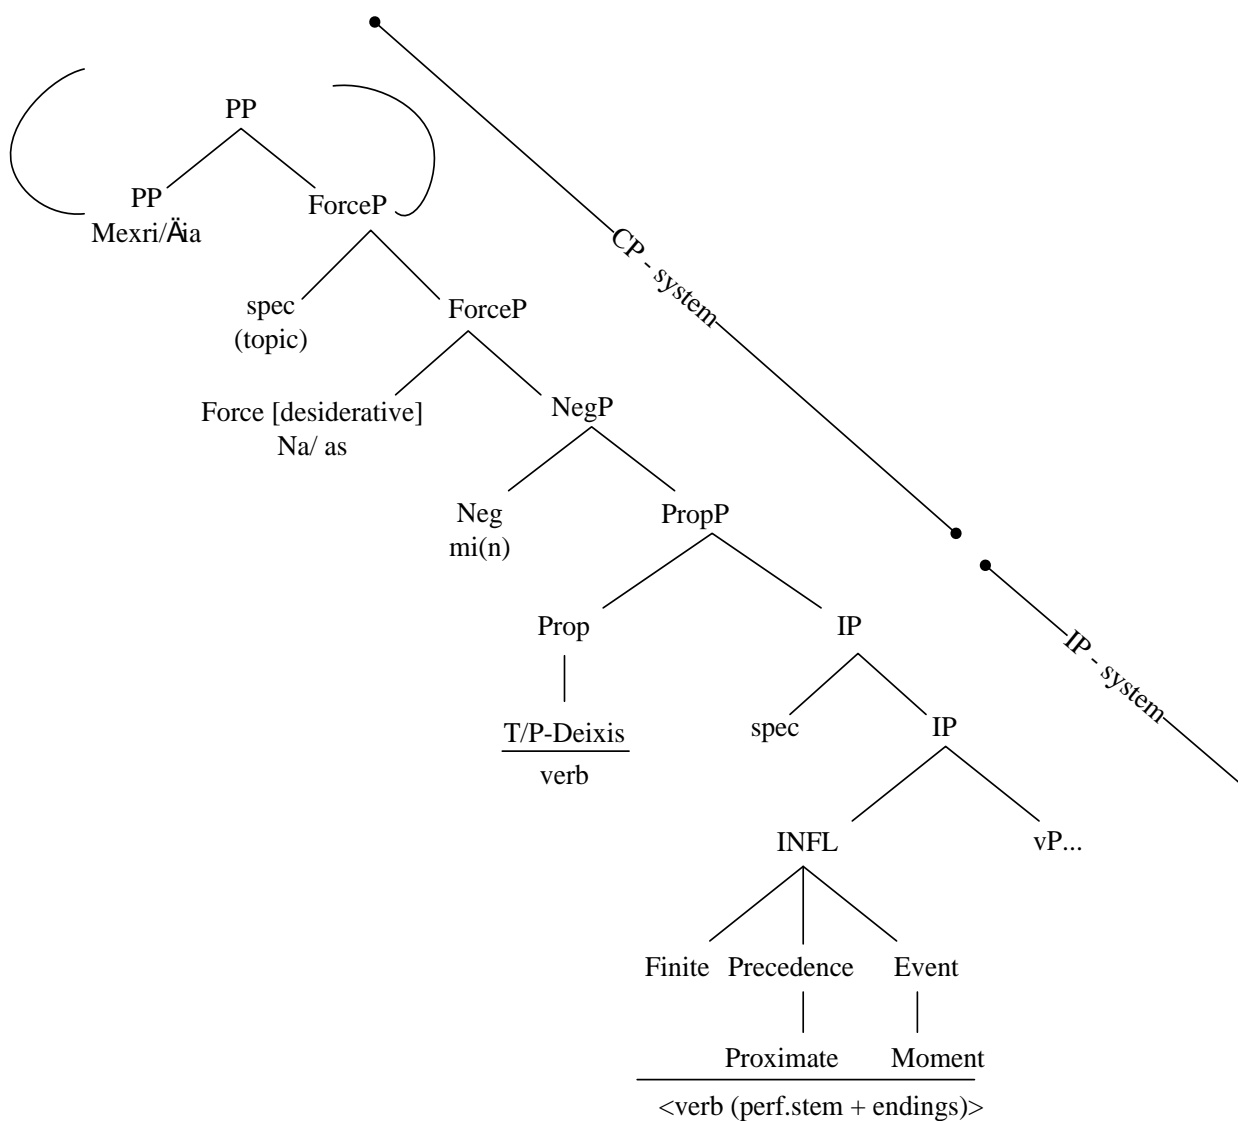 PP
PP
ForceP
Mexri/Äia
CP - system
spec
ForceP
(topic)
Force [desiderative]
NegP
Na/ as
Neg
PropP
mi(n)
Prop
IP
IP - system
T/P-Deixis
spec
IP
verb
INFL
vP...
Finite
Precedence
Event
Proximate
Moment
<verb (perf.stem + endings)>